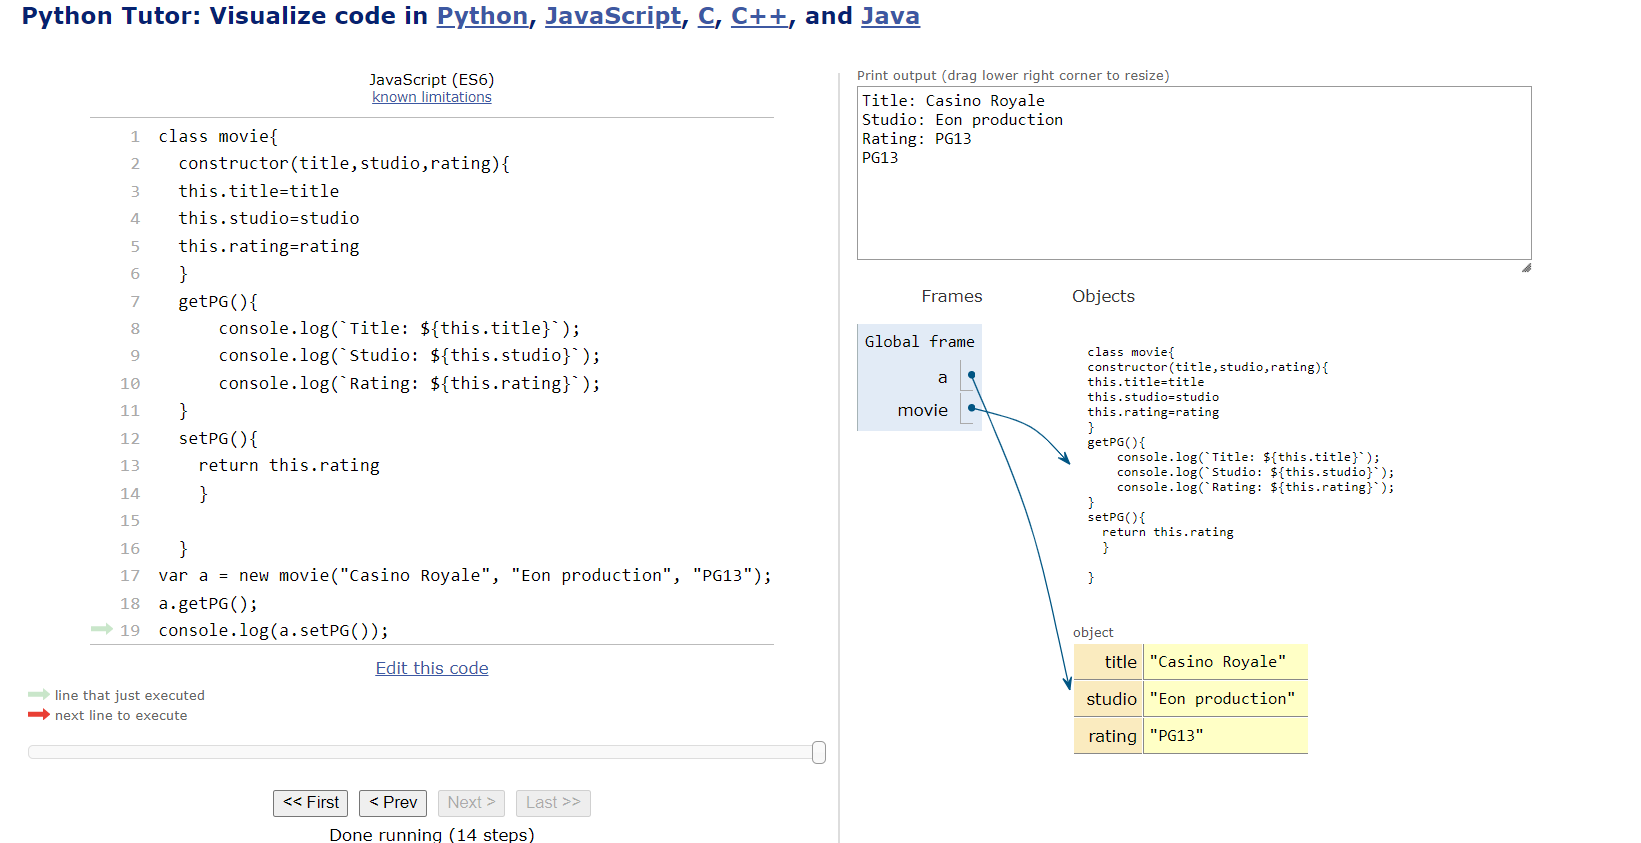 Python Tutor: Visualize code in Python, JavaScript, C, C++, and Java
JavaScript (ES6)
known limitations
1 class movie{
2   constructor(title,studio,rating){
3   this.title=title
4   this.studio=studio
5   this.rating=rating
6   }
7   getPG(){
8       console.log(`Title: ${this.title}`);
9       console.log(`Studio: ${this.studio}`);
10       console.log(`Rating: ${this.rating}`);
11   }
12   setPG(){
13     return this.rating
14     }
15
16   }
17 var a = new movie("Casino Royale", "Eon production", "PG13");
18 a.getPG();
19 console.log(a.setPG());
Edit this code
line that just executed
next line to execute
<< First < Prev Next > Last >>
Done running (14 steps)
Print output (drag lower right corner to resize)
Title: Casino Royale
Studio: Eon production
Rating: PG13
PG13
Frames Objects
Global frame
a
movie
class movie{
constructor(title,studio,rating){
this.title=title
this.studio=studio
this.rating=rating
}
getPG(){
    console.log(`Title: ${this.title}`);
    console.log(`Studio: ${this.studio}`);
    console.log(`Rating: ${this.rating}`);
}
setPG(){
  return this.rating
  }
}
object
title "Casino Royale"
studio "Eon production"
rating "PG13"